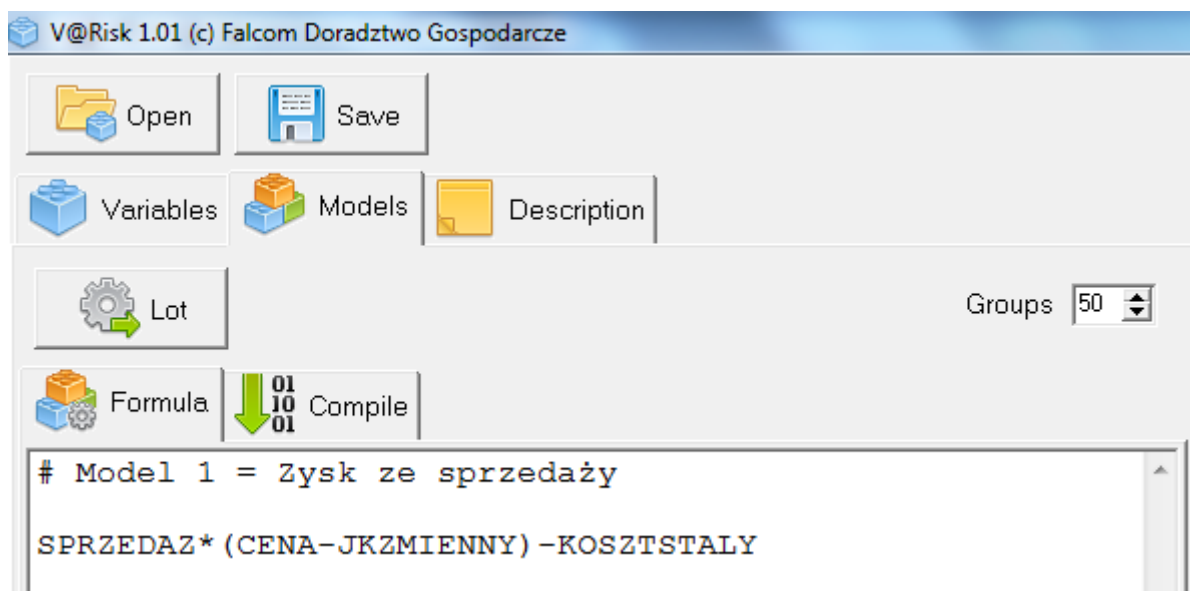 V@Risk 1.01 (c) Falcom Doradztwo Gospodarcze
Open Save
Variables Models Description
Lot Groups 50
Formula 01 10 01 Compile
# Model 1 = Zysk ze sprzedaży
SPRZEDAZ*(CENA-JKZMIENNY)-KOSZTSTALY